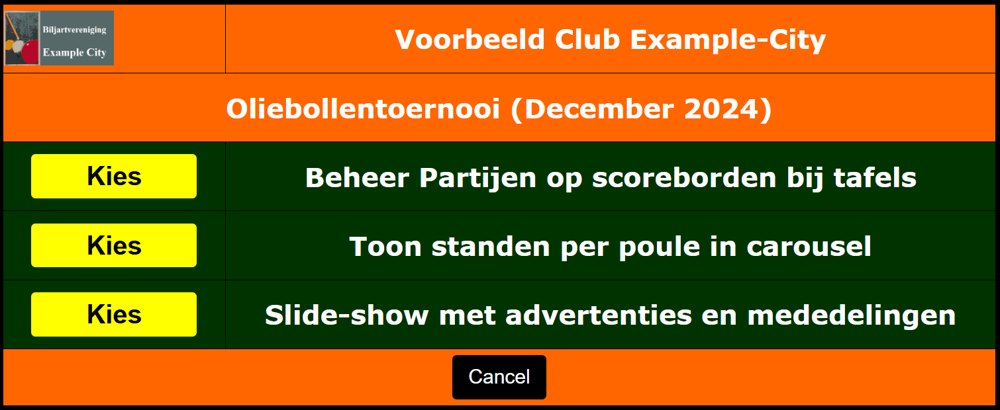 Biljartvereniging
Example City
Voorbeeld Club Example-City
Oliebollentoernooi (December 2024)
Kies
Beheer Partijen op scoreborden bij tafels
Kies
Toon standen per poule in carousel
Kies
Slide-show met advertenties en mededelingen
Cancel